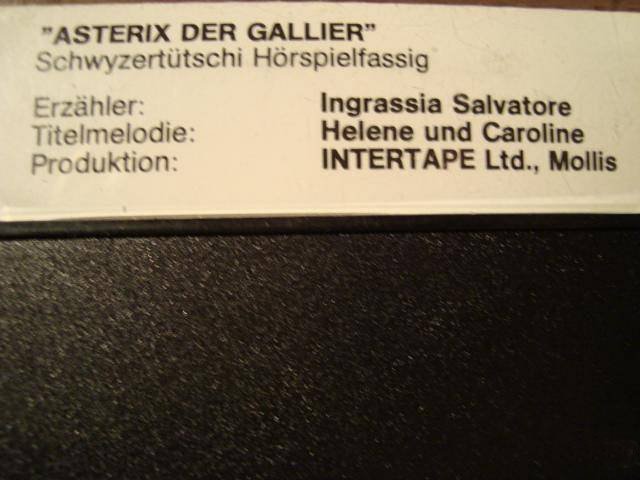 "ASTERIX DER GALLIER"
Schwyzertütschi Hörspielfassig
Erzähler: Ingrassia Salvatore
Titelmelodie: Helene und Caroline
Produktion: INTERTAPE Ltd., Mollis